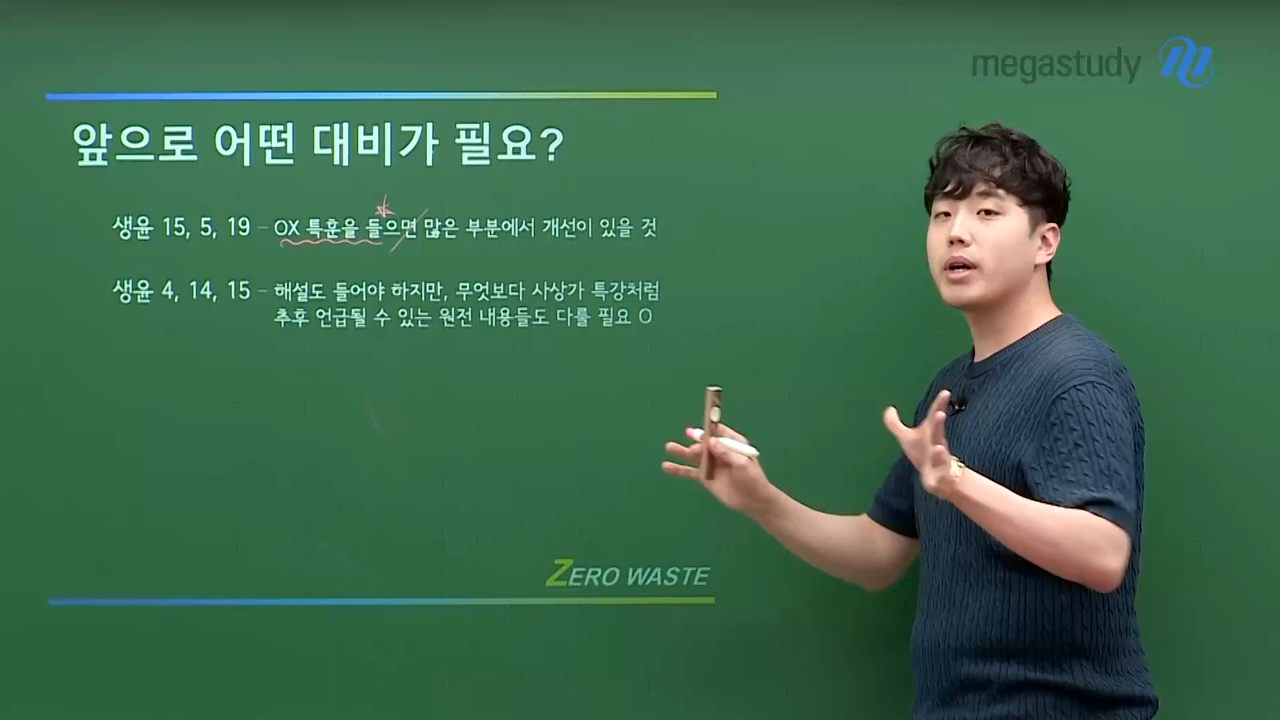 megastudy
앞으로 어떤 대비가 필요?
생윤 15, 5, 19 – OX 특훈을 들으면 많은 부분에서 개선이 있을 것
생윤 4, 14, 15 – 해설도 들어야 하지만, 무엇보다 사상가 특강처럼
추후 언급될 수 있는 원전 내용들도 다룰 필요 O
ZERO WASTE